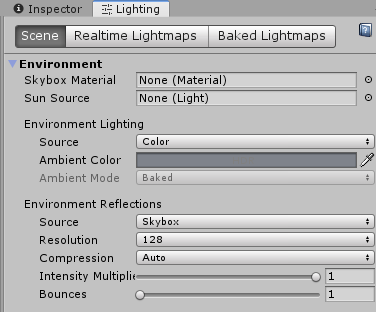 Inspector Lighting
Scene Realtime Lightmaps Baked Lightmaps
Environment
Skybox Material None (Material)
Sun Source None (Light)
Environment Lighting
Source Color
Ambient Color
Ambient Mode Baked
Environment Reflections
Source Skybox
Resolution 128
Compression Auto
Intensity Multiplie 1
Bounces 1